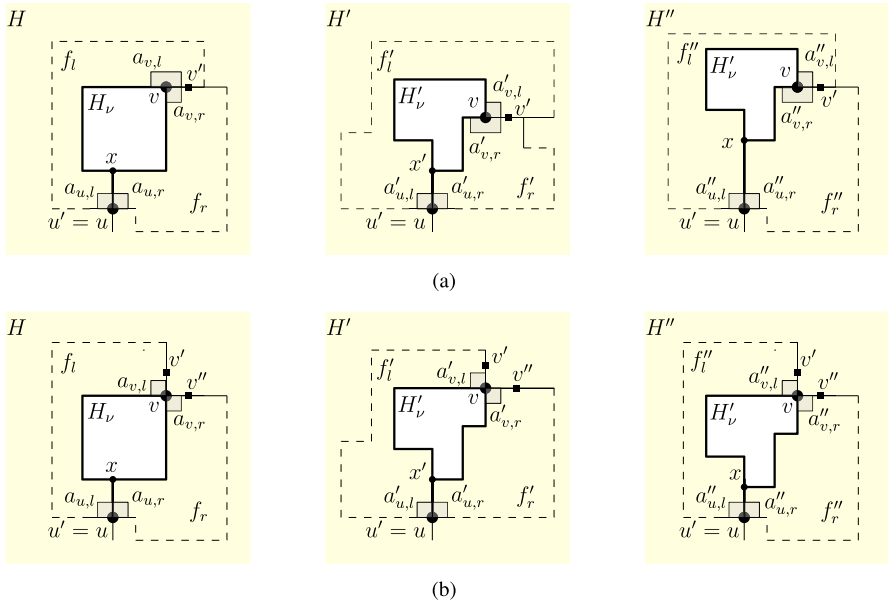 H H′ H″
f_l a_{v,l} v′ H_ν v a_{v,r} x a_{u,l} a_{u,r} f_r u′ = u
f′_l H′_ν v a′_{v,l} v′ a′_{v,r} x′ a′_{u,l} a′_{u,r} f′_r u′ = u
f″_l H′_ν v a″_{v,l} v′ a″_{v,r} x a″_{u,l} a″_{u,r} f″_r u′ = u
(a)
H H′ H″
f_l v′ a_{v,l} v″ H_ν v a_{v,r} x a_{u,l} a_{u,r} f_r u′ = u
f′_l v′ a′_{v,l} v″ H′_ν v a′_{v,r} x′ a′_{u,l} a′_{u,r} f′_r u′ = u
f″_l v′ a″_{v,l} v″ H′_ν v a″_{v,r} x a″_{u,l} a″_{u,r} f″_r u′ = u
(b)